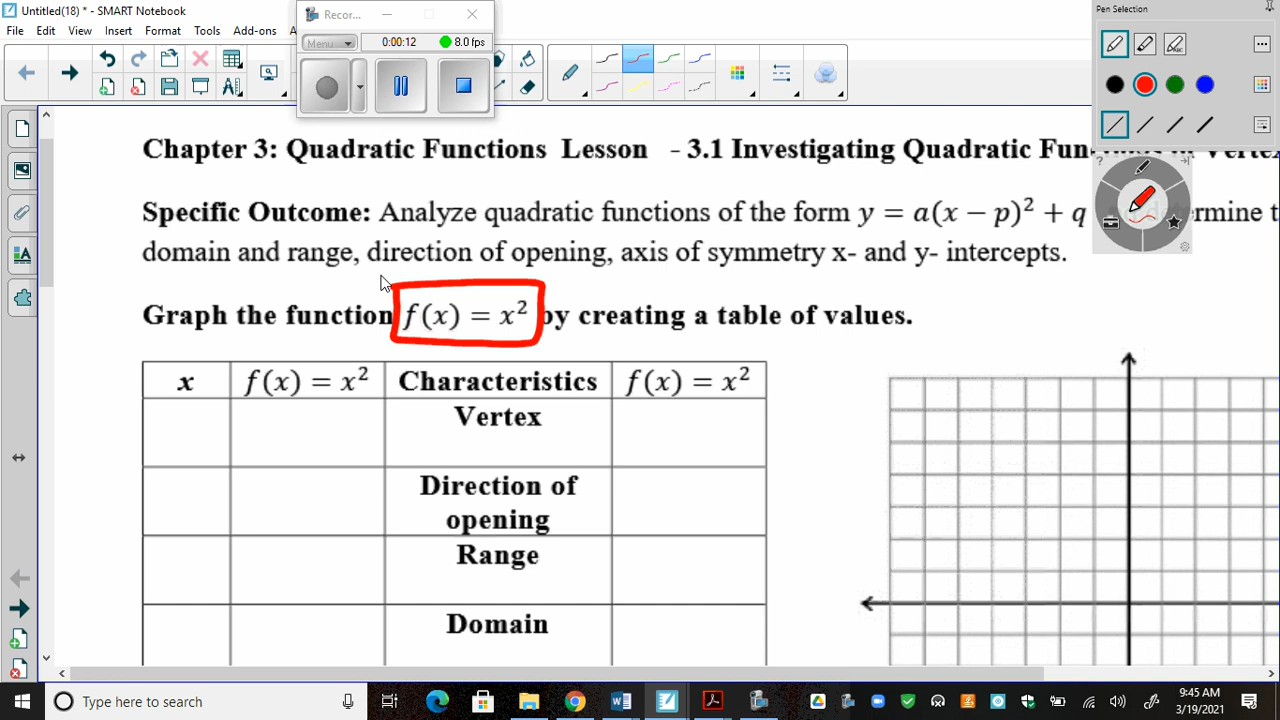 Untitled(18) * - SMART Notebook
Recor...
Pen Selection
File Edit View Insert Format Tools Add-ons
Menu 0:00:12 8.0 fps
Chapter 3: Quadratic Functions Lesson - 3.1 Investigating Quadratic
Specific Outcome: Analyze quadratic functions of the form y = a(x − p)² + q
domain and range, direction of opening, axis of symmetry x- and y- intercepts.
Graph the function f(x) = x² by creating a table of values.
x f(x) = x² Characteristics f(x) = x²
Vertex
Direction of
opening
Range
Domain
Type here to search
9:45 AM
3/19/2021